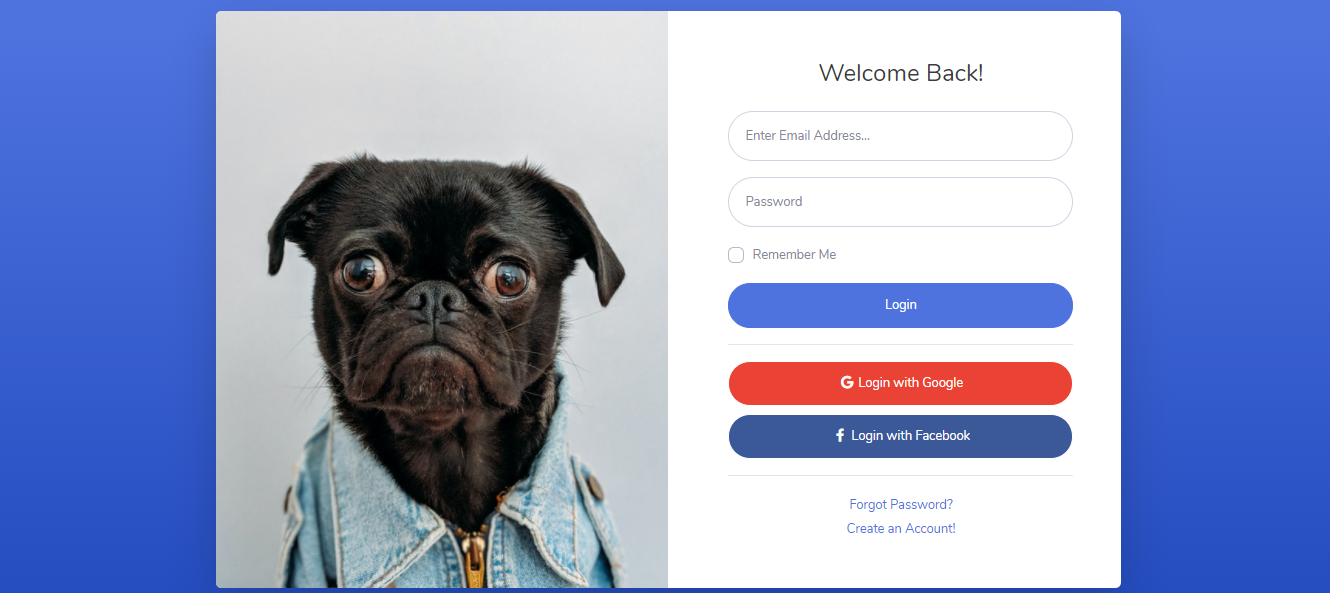 Welcome Back!
Enter Email Address...
Password
Remember Me
Login
Login with Google
Login with Facebook
Forgot Password?
Create an Account!